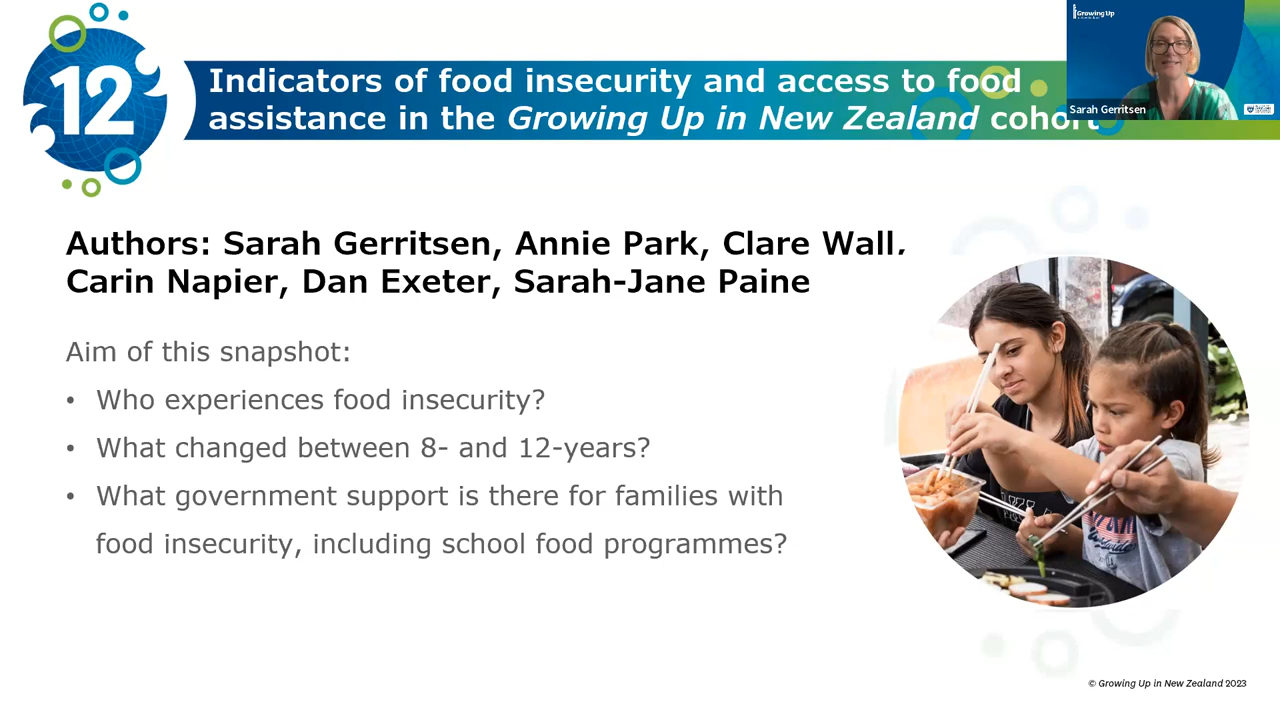 12
Indicators of food insecurity and access to food
assistance in the Growing Up in New Zealand cohort
Growing Up
Sarah Gerritsen
Authors: Sarah Gerritsen, Annie Park, Clare Wall,
Carin Napier, Dan Exeter, Sarah-Jane Paine
Aim of this snapshot:
• Who experiences food insecurity?
• What changed between 8- and 12-years?
• What government support is there for families with
food insecurity, including school food programmes?
© Growing Up in New Zealand 2023